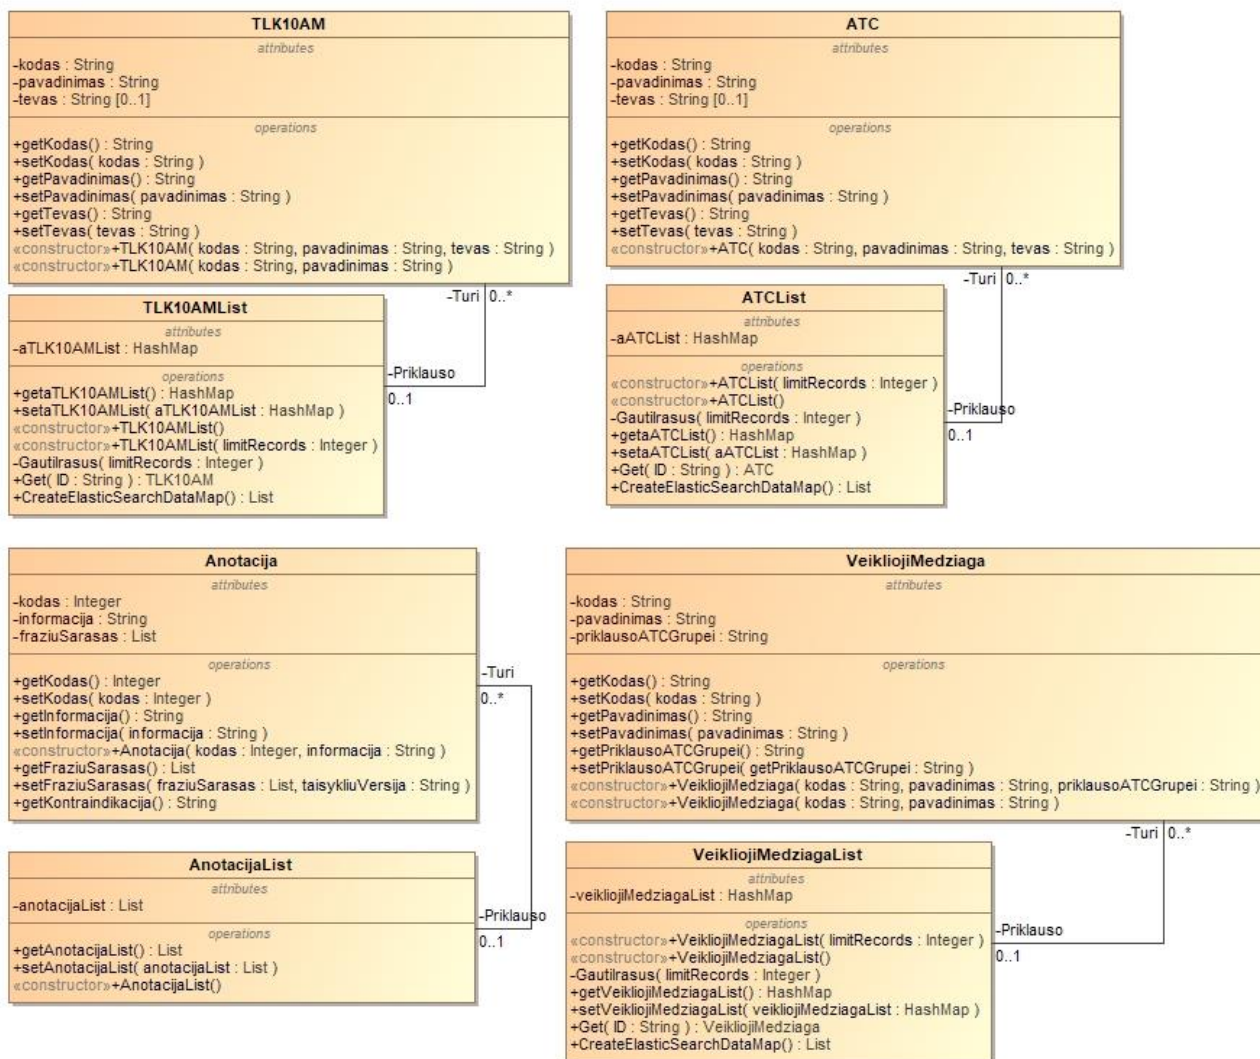 TLK10AM
attributes
-kodas : String
-pavadinimas : String
-tevas : String [0..1]
operations
+getKodas() : String
+setKodas( kodas : String )
+getPavadinimas() : String
+setPavadinimas( pavadinimas : String )
+getTevas() : String
+setTevas( tevas : String )
«constructor»+TLK10AM( kodas : String, pavadinimas : String, tevas : String )
«constructor»+TLK10AM( kodas : String, pavadinimas : String )
-Turi 0..*
TLK10AMList
attributes
-aTLK10AMList : HashMap
operations
+getaTLK10AMList() : HashMap
+setaTLK10AMList( aTLK10AMList : HashMap )
«constructor»+TLK10AMList()
«constructor»+TLK10AMList( limitRecords : Integer )
-GautiIrasus( limitRecords : Integer )
+Get( ID : String ) : TLK10AM
+CreateElasticSearchDataMap() : List
-Priklauso
0..1
ATC
attributes
-kodas : String
-pavadinimas : String
-tevas : String [0..1]
operations
+getKodas() : String
+setKodas( kodas : String )
+getPavadinimas() : String
+setPavadinimas( pavadinimas : String )
+getTevas() : String
+setTevas( tevas : String )
«constructor»+ATC( kodas : String, pavadinimas : String, tevas : String )
-Turi 0..*
ATCList
attributes
-aATCList : HashMap
operations
«constructor»+ATCList( limitRecords : Integer )
«constructor»+ATCList()
-GautiIrasus( limitRecords : Integer )
+getaATCList() : HashMap
+setaATCList( aATCList : HashMap )
+Get( ID : String ) : ATC
+CreateElasticSearchDataMap() : List
-Priklauso
0..1
Anotacija
attributes
-kodas : Integer
-informacija : String
-fraziuSarasas : List
operations
+getKodas() : Integer
+setKodas( kodas : Integer )
+getInformacija() : String
+setInformacija( informacija : String )
«constructor»+Anotacija( kodas : Integer, informacija : String )
+getFraziuSarasas() : List
+setFraziuSarasas( fraziuSarasas : List, taisykliuVersija : String )
+getKontraindikacija() : String
-Turi
0..*
AnotacijaList
attributes
-anotacijaList : List
operations
+getAnotacijaList() : List
+setAnotacijaList( anotacijaList : List )
«constructor»+AnotacijaList()
-Priklauso
0..1
VeikliojiMedziaga
attributes
-kodas : String
-pavadinimas : String
-priklausoATCGrupei : String
operations
+getKodas() : String
+setKodas( kodas : String )
+getPavadinimas() : String
+setPavadinimas( pavadinimas : String )
+getPriklausoATCGrupei() : String
+setPriklausoATCGrupei( getPriklausoATCGrupei : String )
«constructor»+VeikliojiMedziaga( kodas : String, pavadinimas : String, priklausoATCGrupei : String )
«constructor»+VeikliojiMedziaga( kodas : String, pavadinimas : String )
-Turi 0..*
VeikliojiMedziagaList
attributes
-veikliojiMedziagaList : HashMap
operations
«constructor»+VeikliojiMedziagaList( limitRecords : Integer )
«constructor»+VeikliojiMedziagaList()
-GautiIrasus( limitRecords : Integer )
+getVeikliojiMedziagaList() : HashMap
+setVeikliojiMedziagaList( veikliojiMedziagaList : HashMap )
+Get( ID : String ) : VeikliojiMedziaga
+CreateElasticSearchDataMap() : List
-Priklauso
0..1